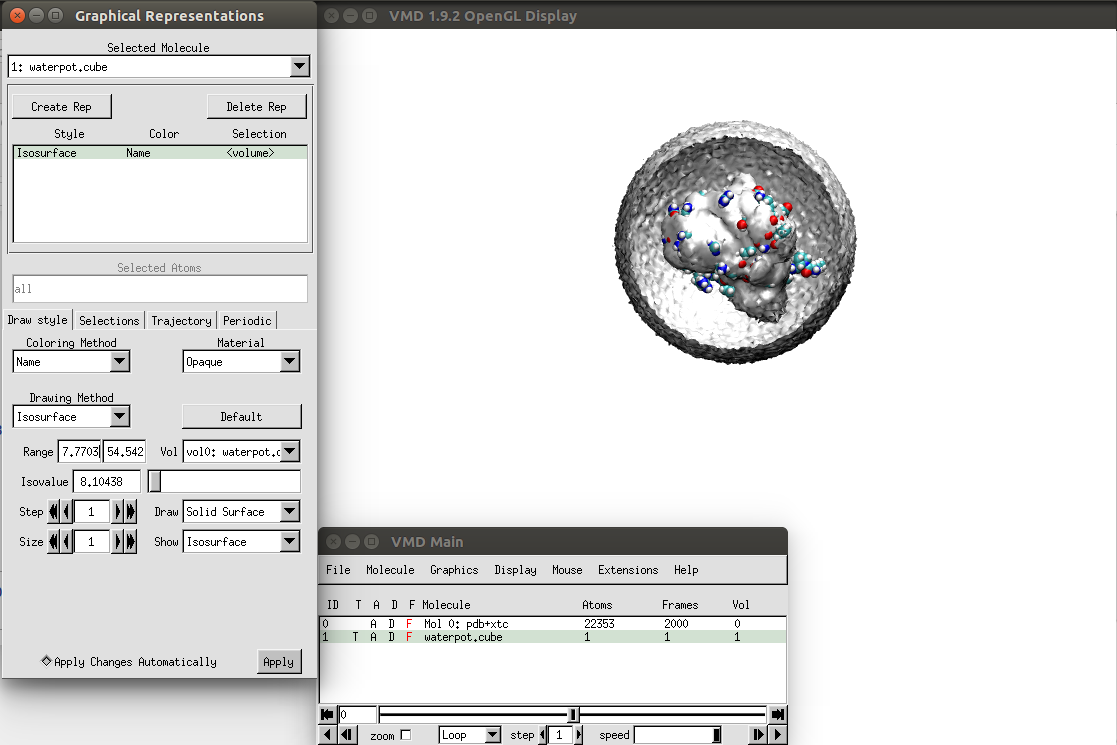 Graphical Representations
Selected Molecule
1: waterpot.cube
Create Rep Delete Rep
Style Color Selection
Isosurface Name <volume>
Selected Atoms
all
Draw style Selections Trajectory Periodic
Coloring Method Material
Name Opaque
Drawing Method
Isosurface Default
Range 7.7703 54.542 Vol vol0: waterpot.c
Isovalue 8.10438
Step 1 Draw Solid Surface
Size 1 Show Isosurface
Apply Changes Automatically Apply
VMD 1.9.2 OpenGL Display
VMD Main
File Molecule Graphics Display Mouse Extensions Help
ID T A D F Molecule Atoms Frames Vol
0 A D F Mol 0: pdb+xtc 22353 2000 0
1 T A D F waterpot.cube 1 1 1
0
zoom Loop step 1 speed